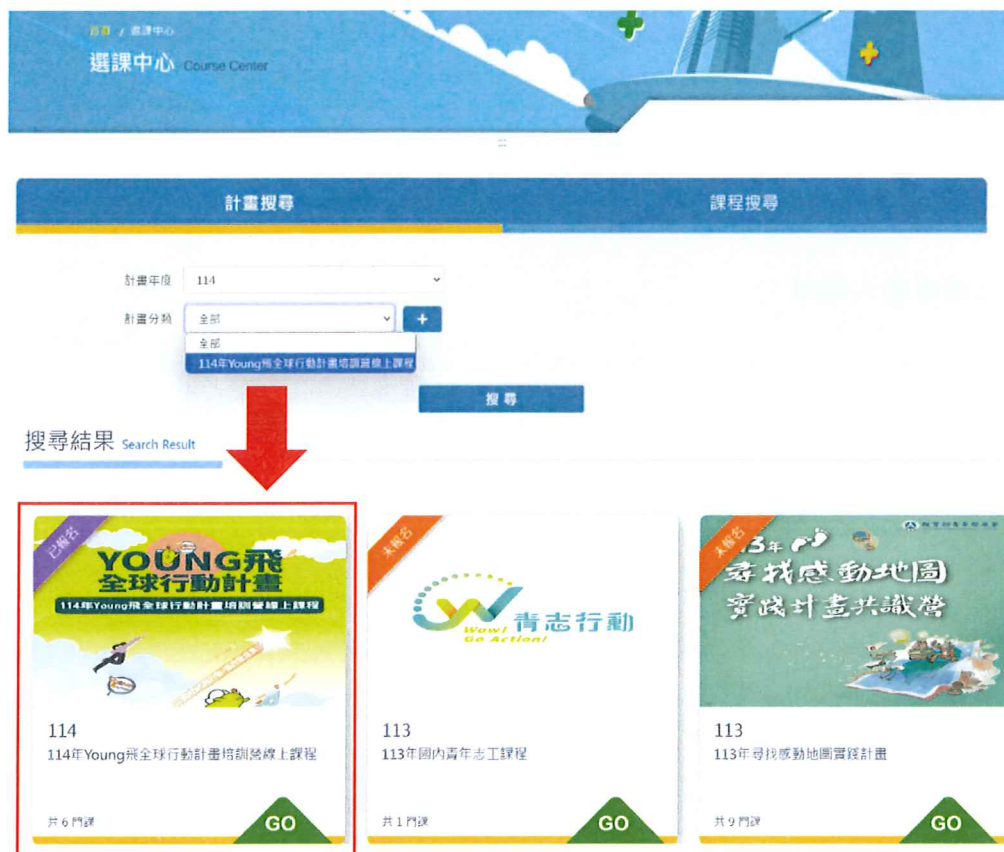 首頁 / 選課中心
選課中心 Course Center
計畫搜尋
課程搜尋
計畫年度 114
計畫分類 全部
+
全部
114年Young飛全球行動計畫培訓營線上課程
搜尋
搜尋結果 Search Result
已報名
YOUNG飛
全球行動計畫
114年Young飛全球行動計畫培訓營線上課程
114
114年Young飛全球行動計畫培訓營線上課程
共 6 門課
GO
未報名
青志行動
Wow!
Go Action!
113
113年國內青年志工課程
共 1 門課
GO
未報名
教育部青年發展署
113年
尋找感動地圖
實踐計畫共識營
113
113年尋找感動地圖實踐計畫
共 9 門課
GO